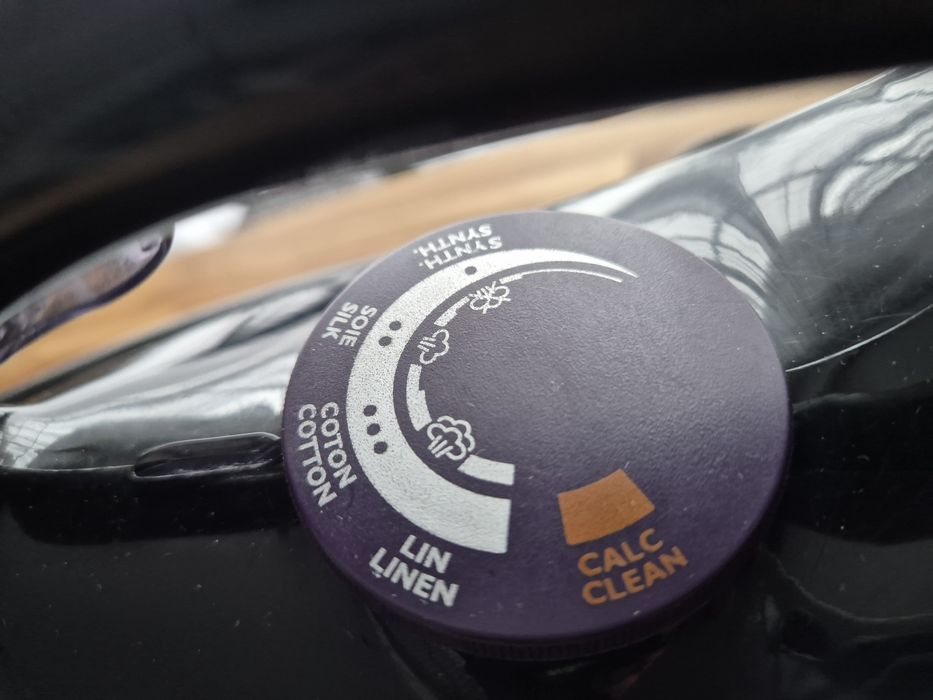 SYNTH.
SYNTH.
SOIE
SILK
COTON
COTTON
LIN
LINEN
CALC
CLEAN